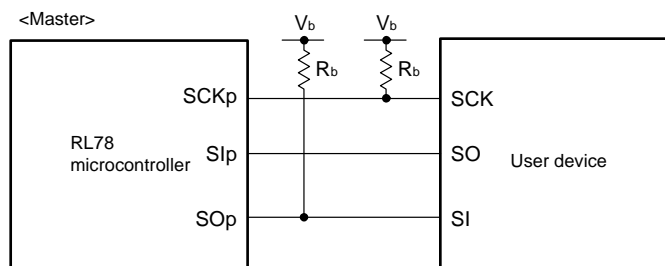 <Master>
Vb Vb
Rb Rb
SCKp SCK
RL78
microcontroller
SIp SO
User device
SOp SI